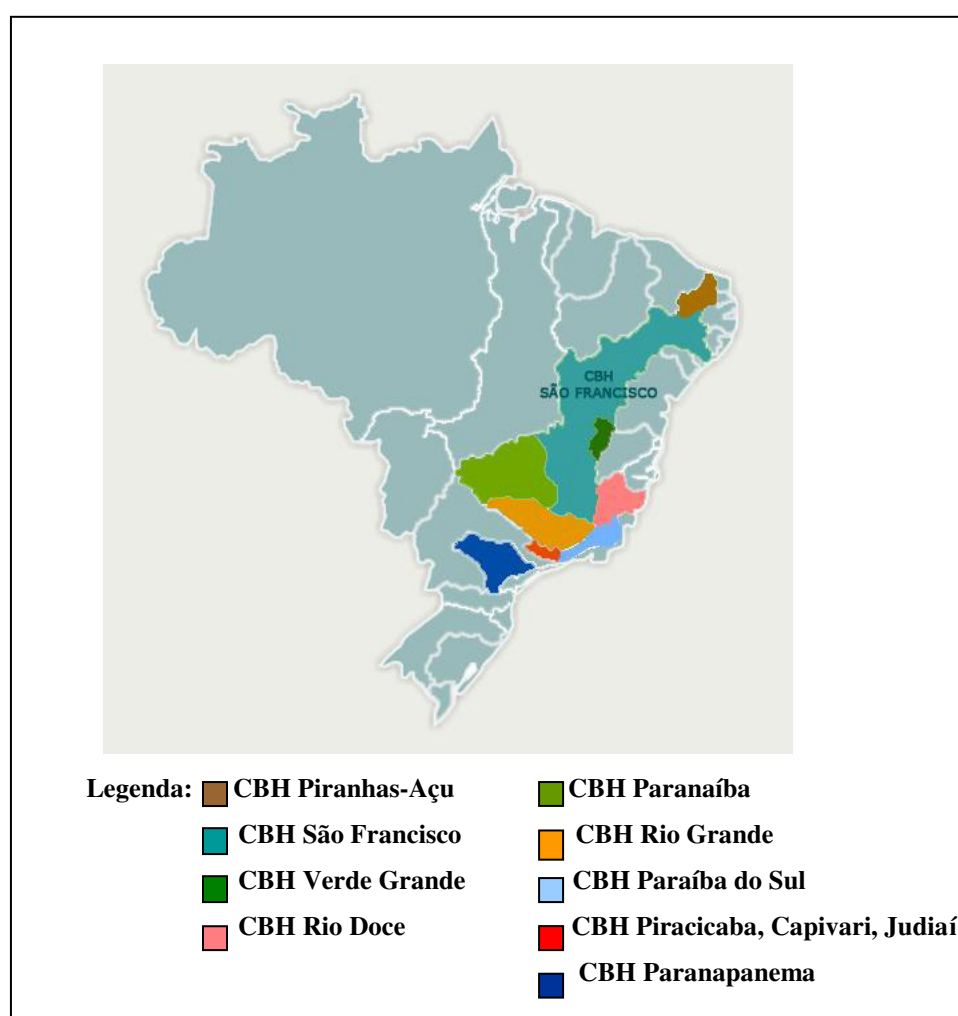 CBH
SÃO FRANCISCO
Legenda: CBH Piranhas-Açu
CBH Paranaíba
CBH São Francisco
CBH Rio Grande
CBH Verde Grande
CBH Paraíba do Sul
CBH Rio Doce
CBH Piracicaba, Capivari, Judiaí
CBH Paranapanema